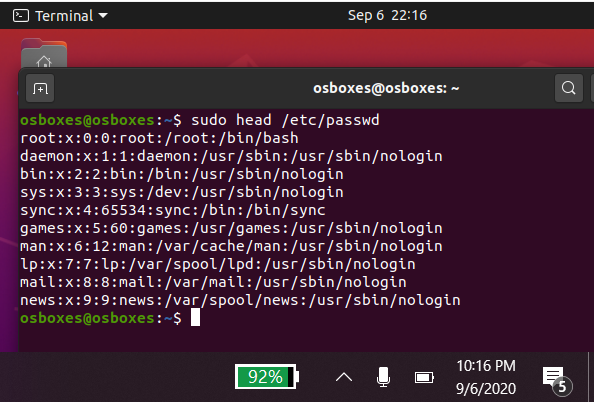 Terminal
Sep 6 22:16
osboxes@osboxes: ~
osboxes@osboxes:~$ sudo head /etc/passwd
root:x:0:0:root:/root:/bin/bash
daemon:x:1:1:daemon:/usr/sbin:/usr/sbin/nologin
bin:x:2:2:bin:/bin:/usr/sbin/nologin
sys:x:3:3:sys:/dev:/usr/sbin/nologin
sync:x:4:65534:sync:/bin:/bin/sync
games:x:5:60:games:/usr/games:/usr/sbin/nologin
man:x:6:12:man:/var/cache/man:/usr/sbin/nologin
lp:x:7:7:lp:/var/spool/lpd:/usr/sbin/nologin
mail:x:8:8:mail:/var/mail:/usr/sbin/nologin
news:x:9:9:news:/var/spool/news:/usr/sbin/nologin
osboxes@osboxes:~$
92%
10:16 PM
9/6/2020
5